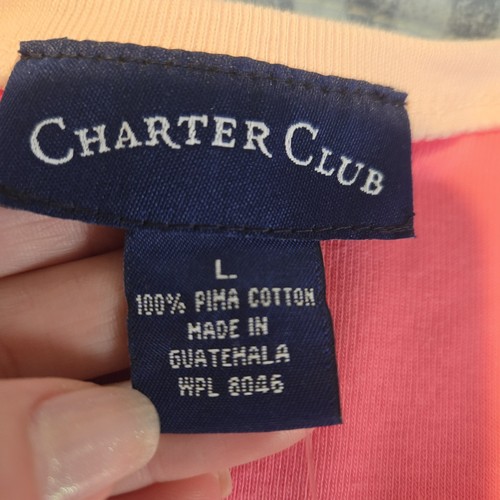 CHARTER CLUB
L
100% PIMA COTTON
MADE IN
GUATEMALA
WPL 8046